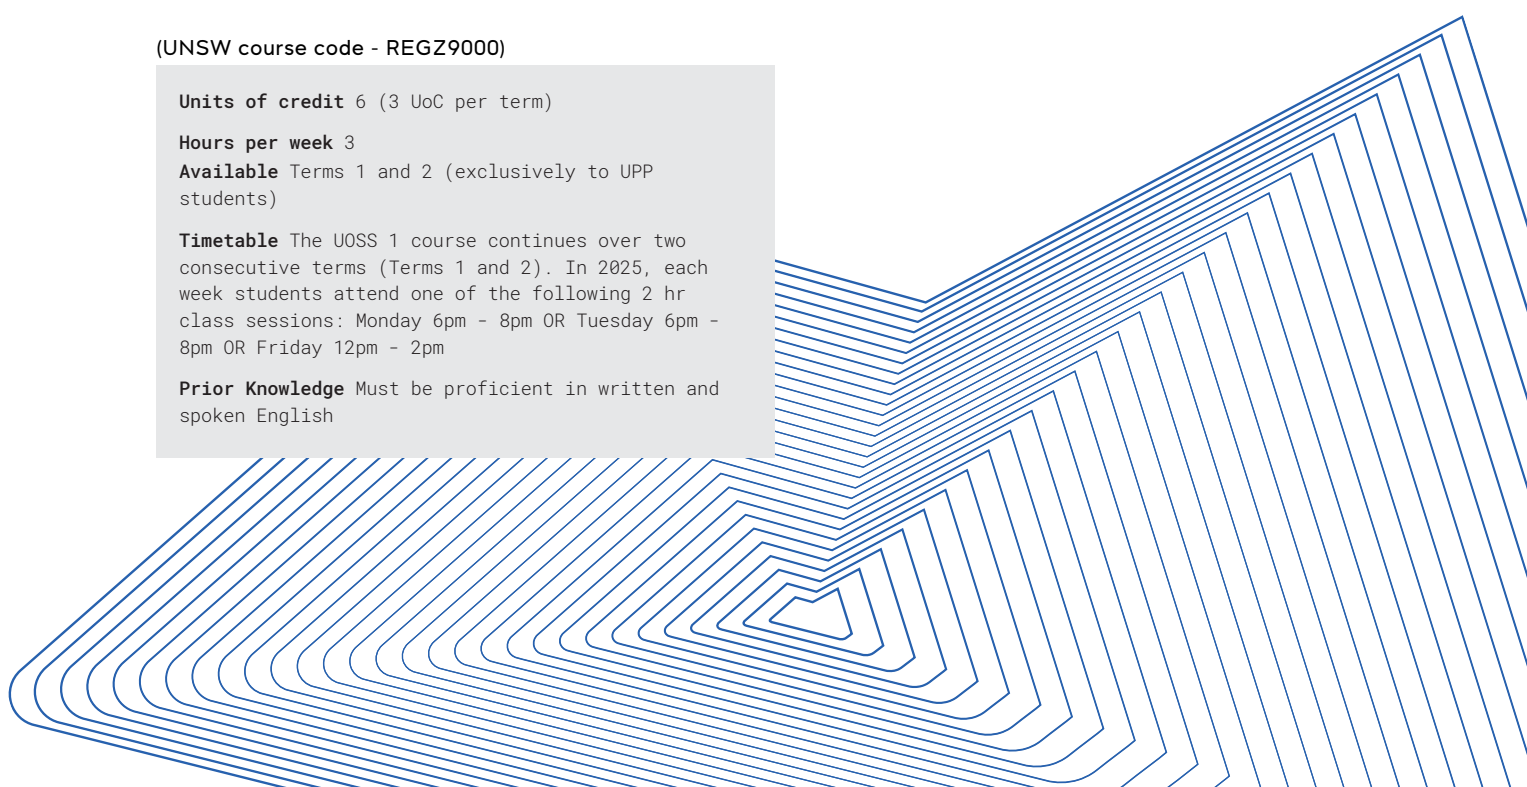 (UNSW course code - REGZ9000)
Units of credit 6 (3 UoC per term)
Hours per week 3
Available Terms 1 and 2 (exclusively to UPP
students)
Timetable The UOSS 1 course continues over two
consecutive terms (Terms 1 and 2). In 2025, each
week students attend one of the following 2 hr
class sessions: Monday 6pm - 8pm OR Tuesday 6pm -
8pm OR Friday 12pm - 2pm
Prior Knowledge Must be proficient in written and
spoken English